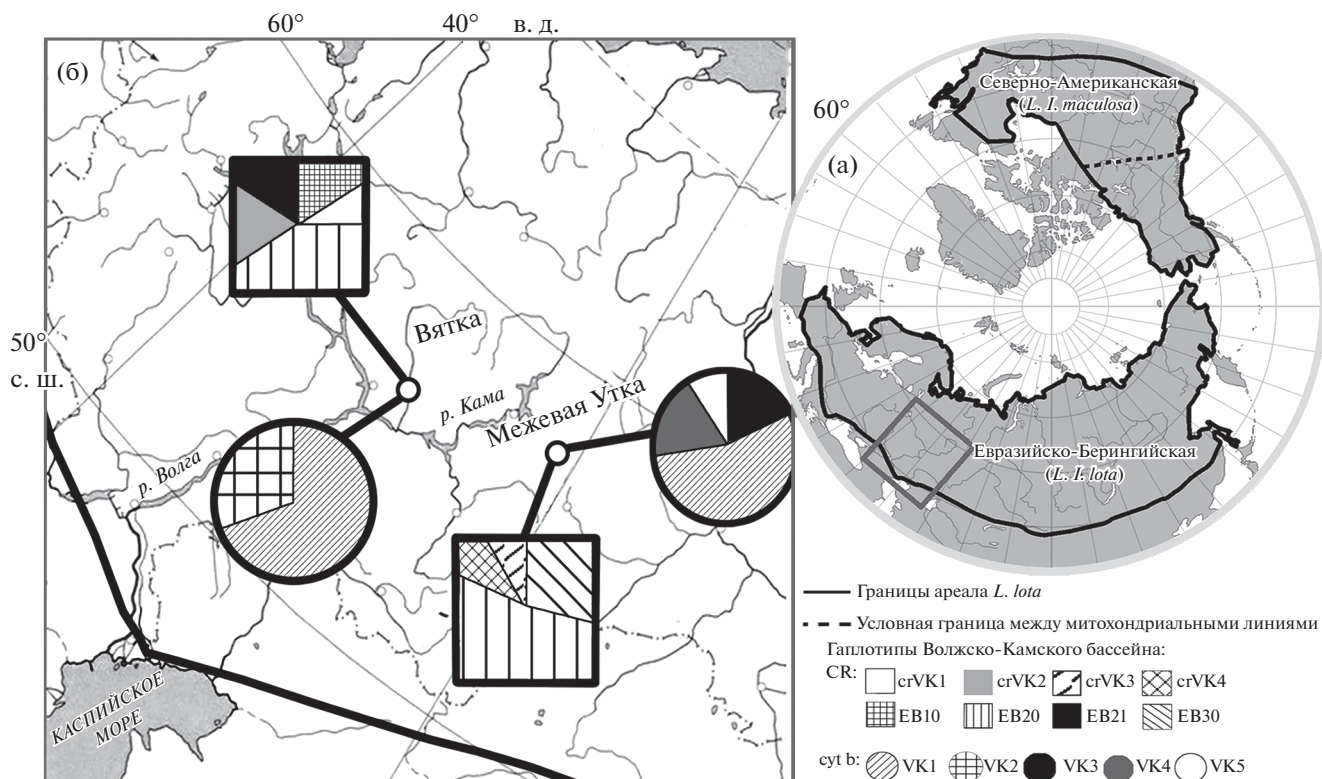 60°
40°
в. д.
(б)
50°
с. ш.
Вятка
р. Кама
Межевая Утка
р. Волга
КАСПИЙСКОЕ
МОРЕ
60°
(а)
Северно-Американская
(L. l. maculosa)
Евразийско-Берингийская
(L. l. lota)
Границы ареала L. lota
Условная граница между митохондриальными линиями
Гаплотипы Волжско-Камского бассейна:
CR: crVK1 crVK2 crVK3 crVK4
EB10 EB20 EB21 EB30
cyt b: VK1 VK2 VK3 VK4 VK5